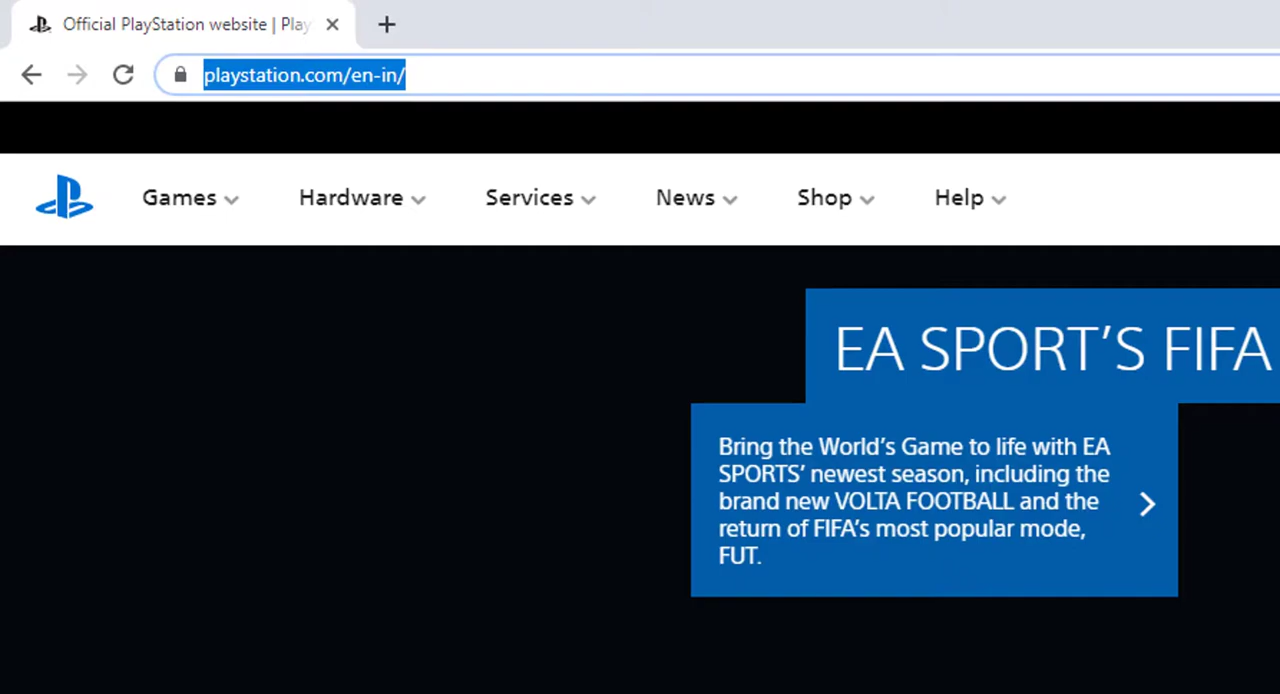 Official PlayStation website | Play
playstation.com/en-in/
Games Hardware Services News Shop Help
EA SPORT’S FIFA
Bring the World’s Game to life with EA
SPORTS’ newest season, including the
brand new VOLTA FOOTBALL and the
return of FIFA’s most popular mode,
FUT.